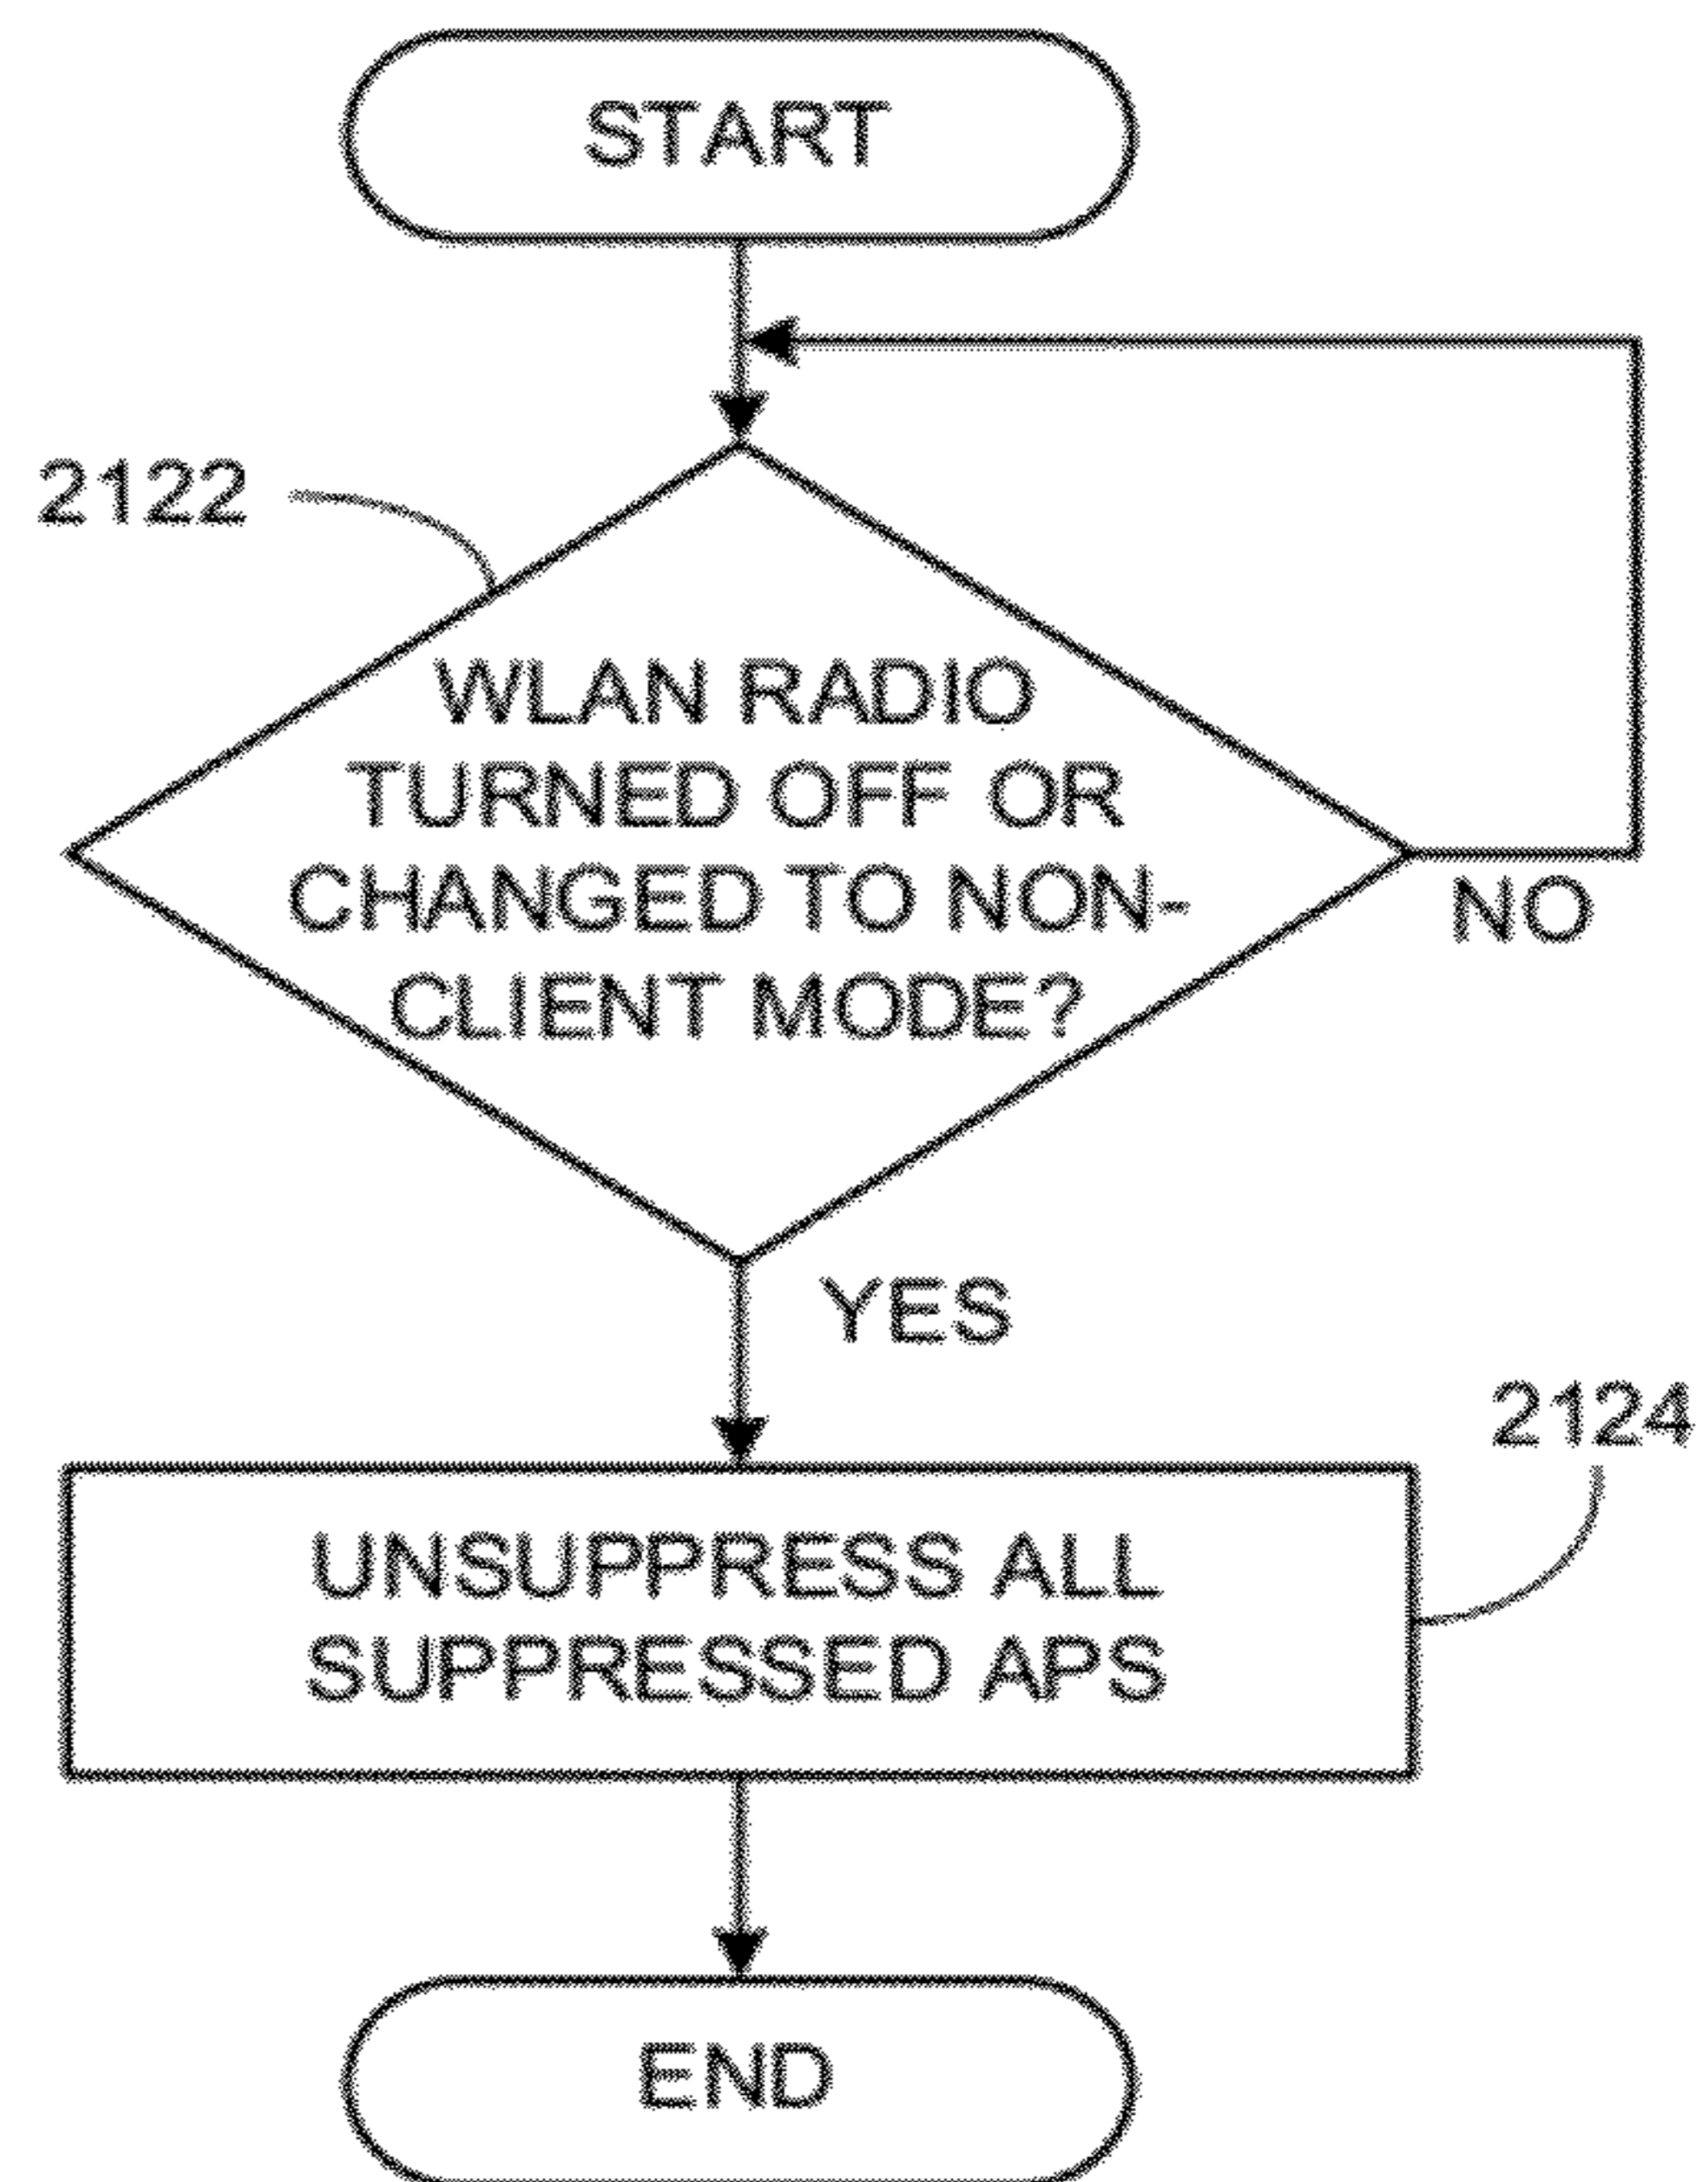 START
2122
WLAN RADIO
TURNED OFF OR
CHANGED TO NON-
CLIENT MODE?
NO
YES
2124
UNSUPPRESS ALL
SUPPRESSED APS
END